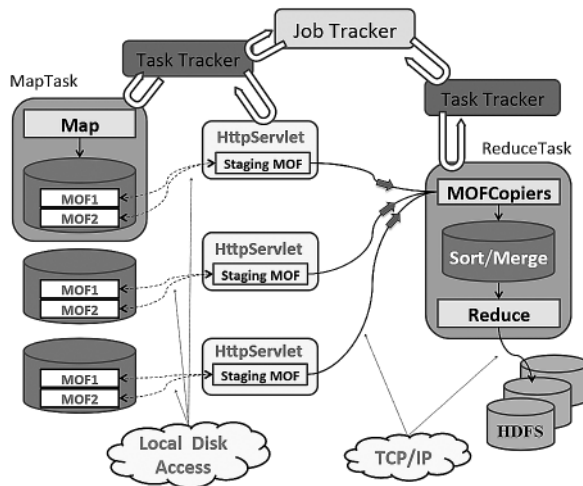 Job Tracker
Task Tracker
MapTask
Task Tracker
Map
HttpServlet
Staging MOF
ReduceTask
MOF1
MOF2
MOFCopiers
HttpServlet
Staging MOF
Sort/Merge
MOF1
MOF2
Reduce
HttpServlet
Staging MOF
MOF1
MOF2
HDFS
Local Disk
Access
TCP/IP